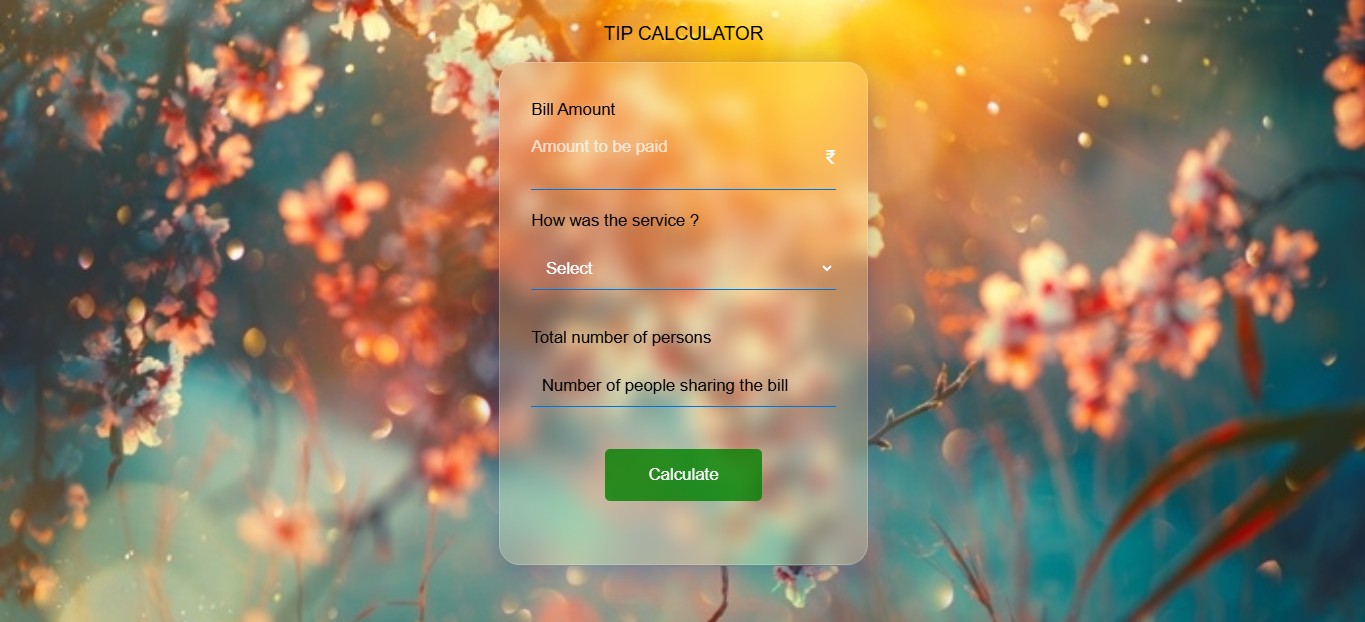 TIP CALCULATOR
Bill Amount
Amount to be paid
₹
How was the service ?
Select
Total number of persons
Number of people sharing the bill
Calculate